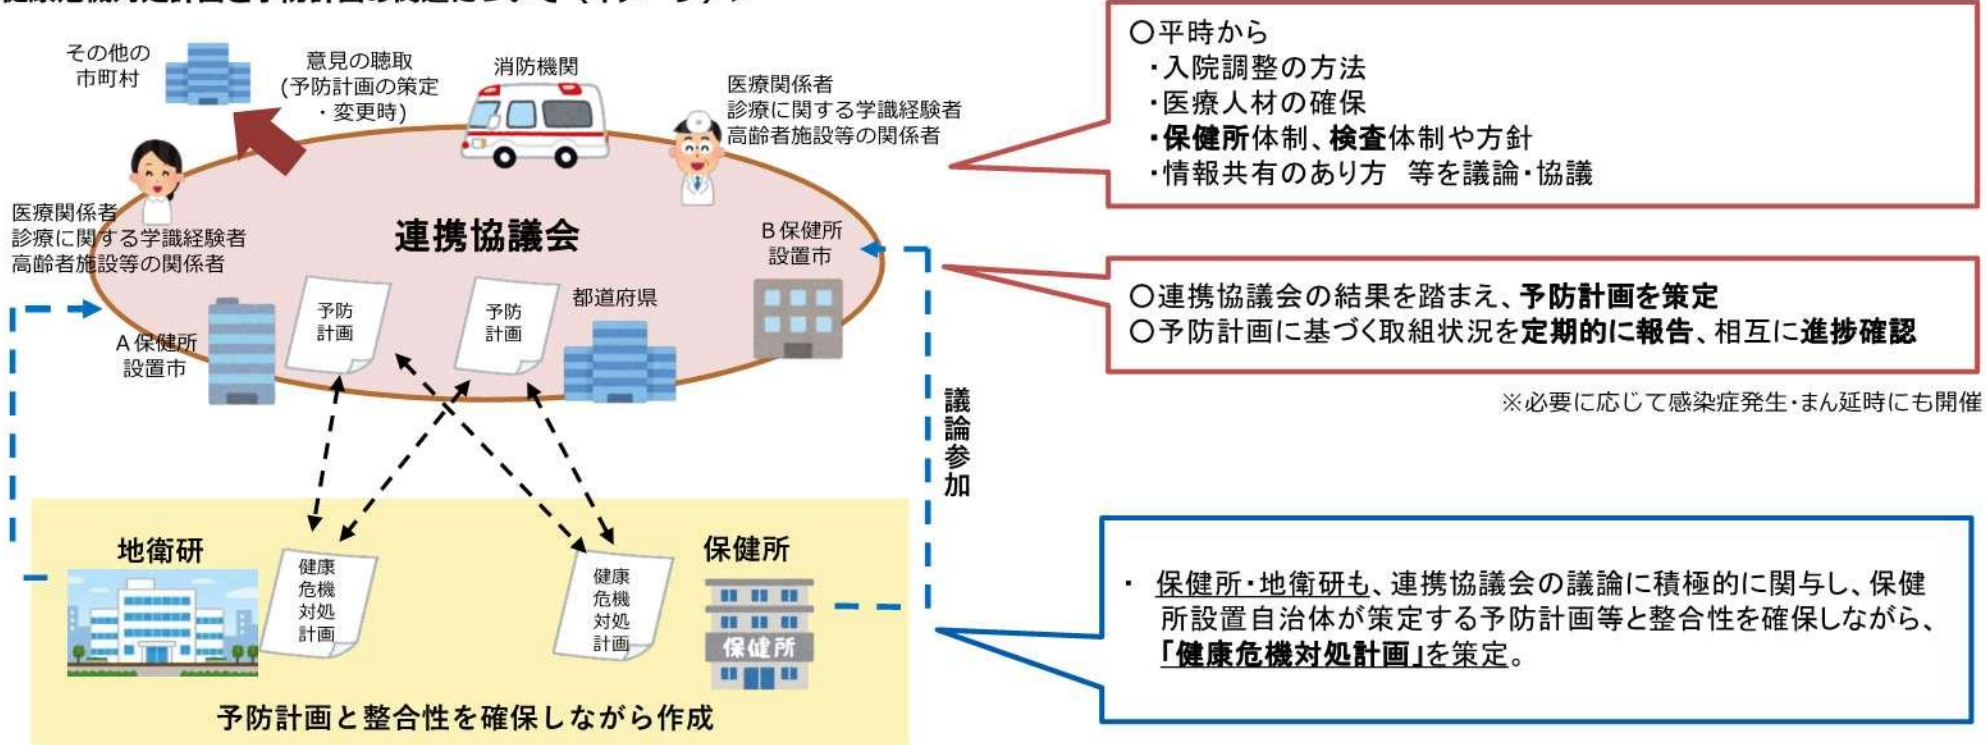 その他の
市町村
意見の聴取
(予防計画の策定
・変更時)
消防機関
医療関係者
診療に関する学識経験者
高齢者施設等の関係者
医療関係者
診療に関する学識経験者
高齢者施設等の関係者
連携協議会
B保健所
設置市
A保健所
設置市
予防
計画
予防
計画
都道府県
議論参加
地衛研
健康
危機
対処
計画
健康
危機
対処
計画
保健所
保健所
予防計画と整合性を確保しながら作成
○平時から
・入院調整の方法
・医療人材の確保
・保健所体制、検査体制や方針
・情報共有のあり方 等を議論・協議
○連携協議会の結果を踏まえ、予防計画を策定
○予防計画に基づく取組状況を定期的に報告、相互に進捗確認
※必要に応じて感染症発生・まん延時にも開催
・ 保健所・地衛研も、連携協議会の議論に積極的に関与し、保健
所設置自治体が策定する予防計画等と整合性を確保しながら、
「健康危機対処計画」を策定。